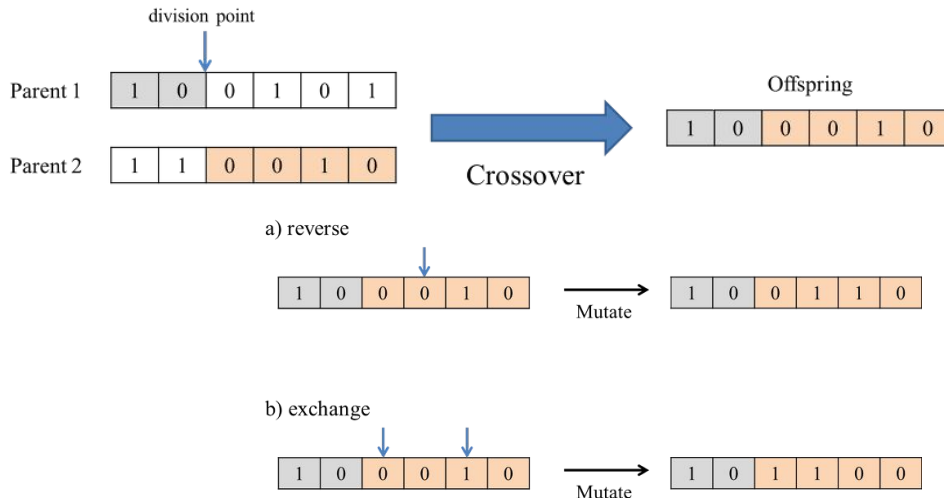 division point
Parent 1 1 0 0 1 0 1
Offspring
1 0 0 0 1 0
Parent 2 1 1 0 0 1 0
Crossover
a) reverse
1 0 0 0 1 0 Mutate 1 0 0 1 1 0
b) exchange
1 0 0 0 1 0 Mutate 1 0 1 1 0 0